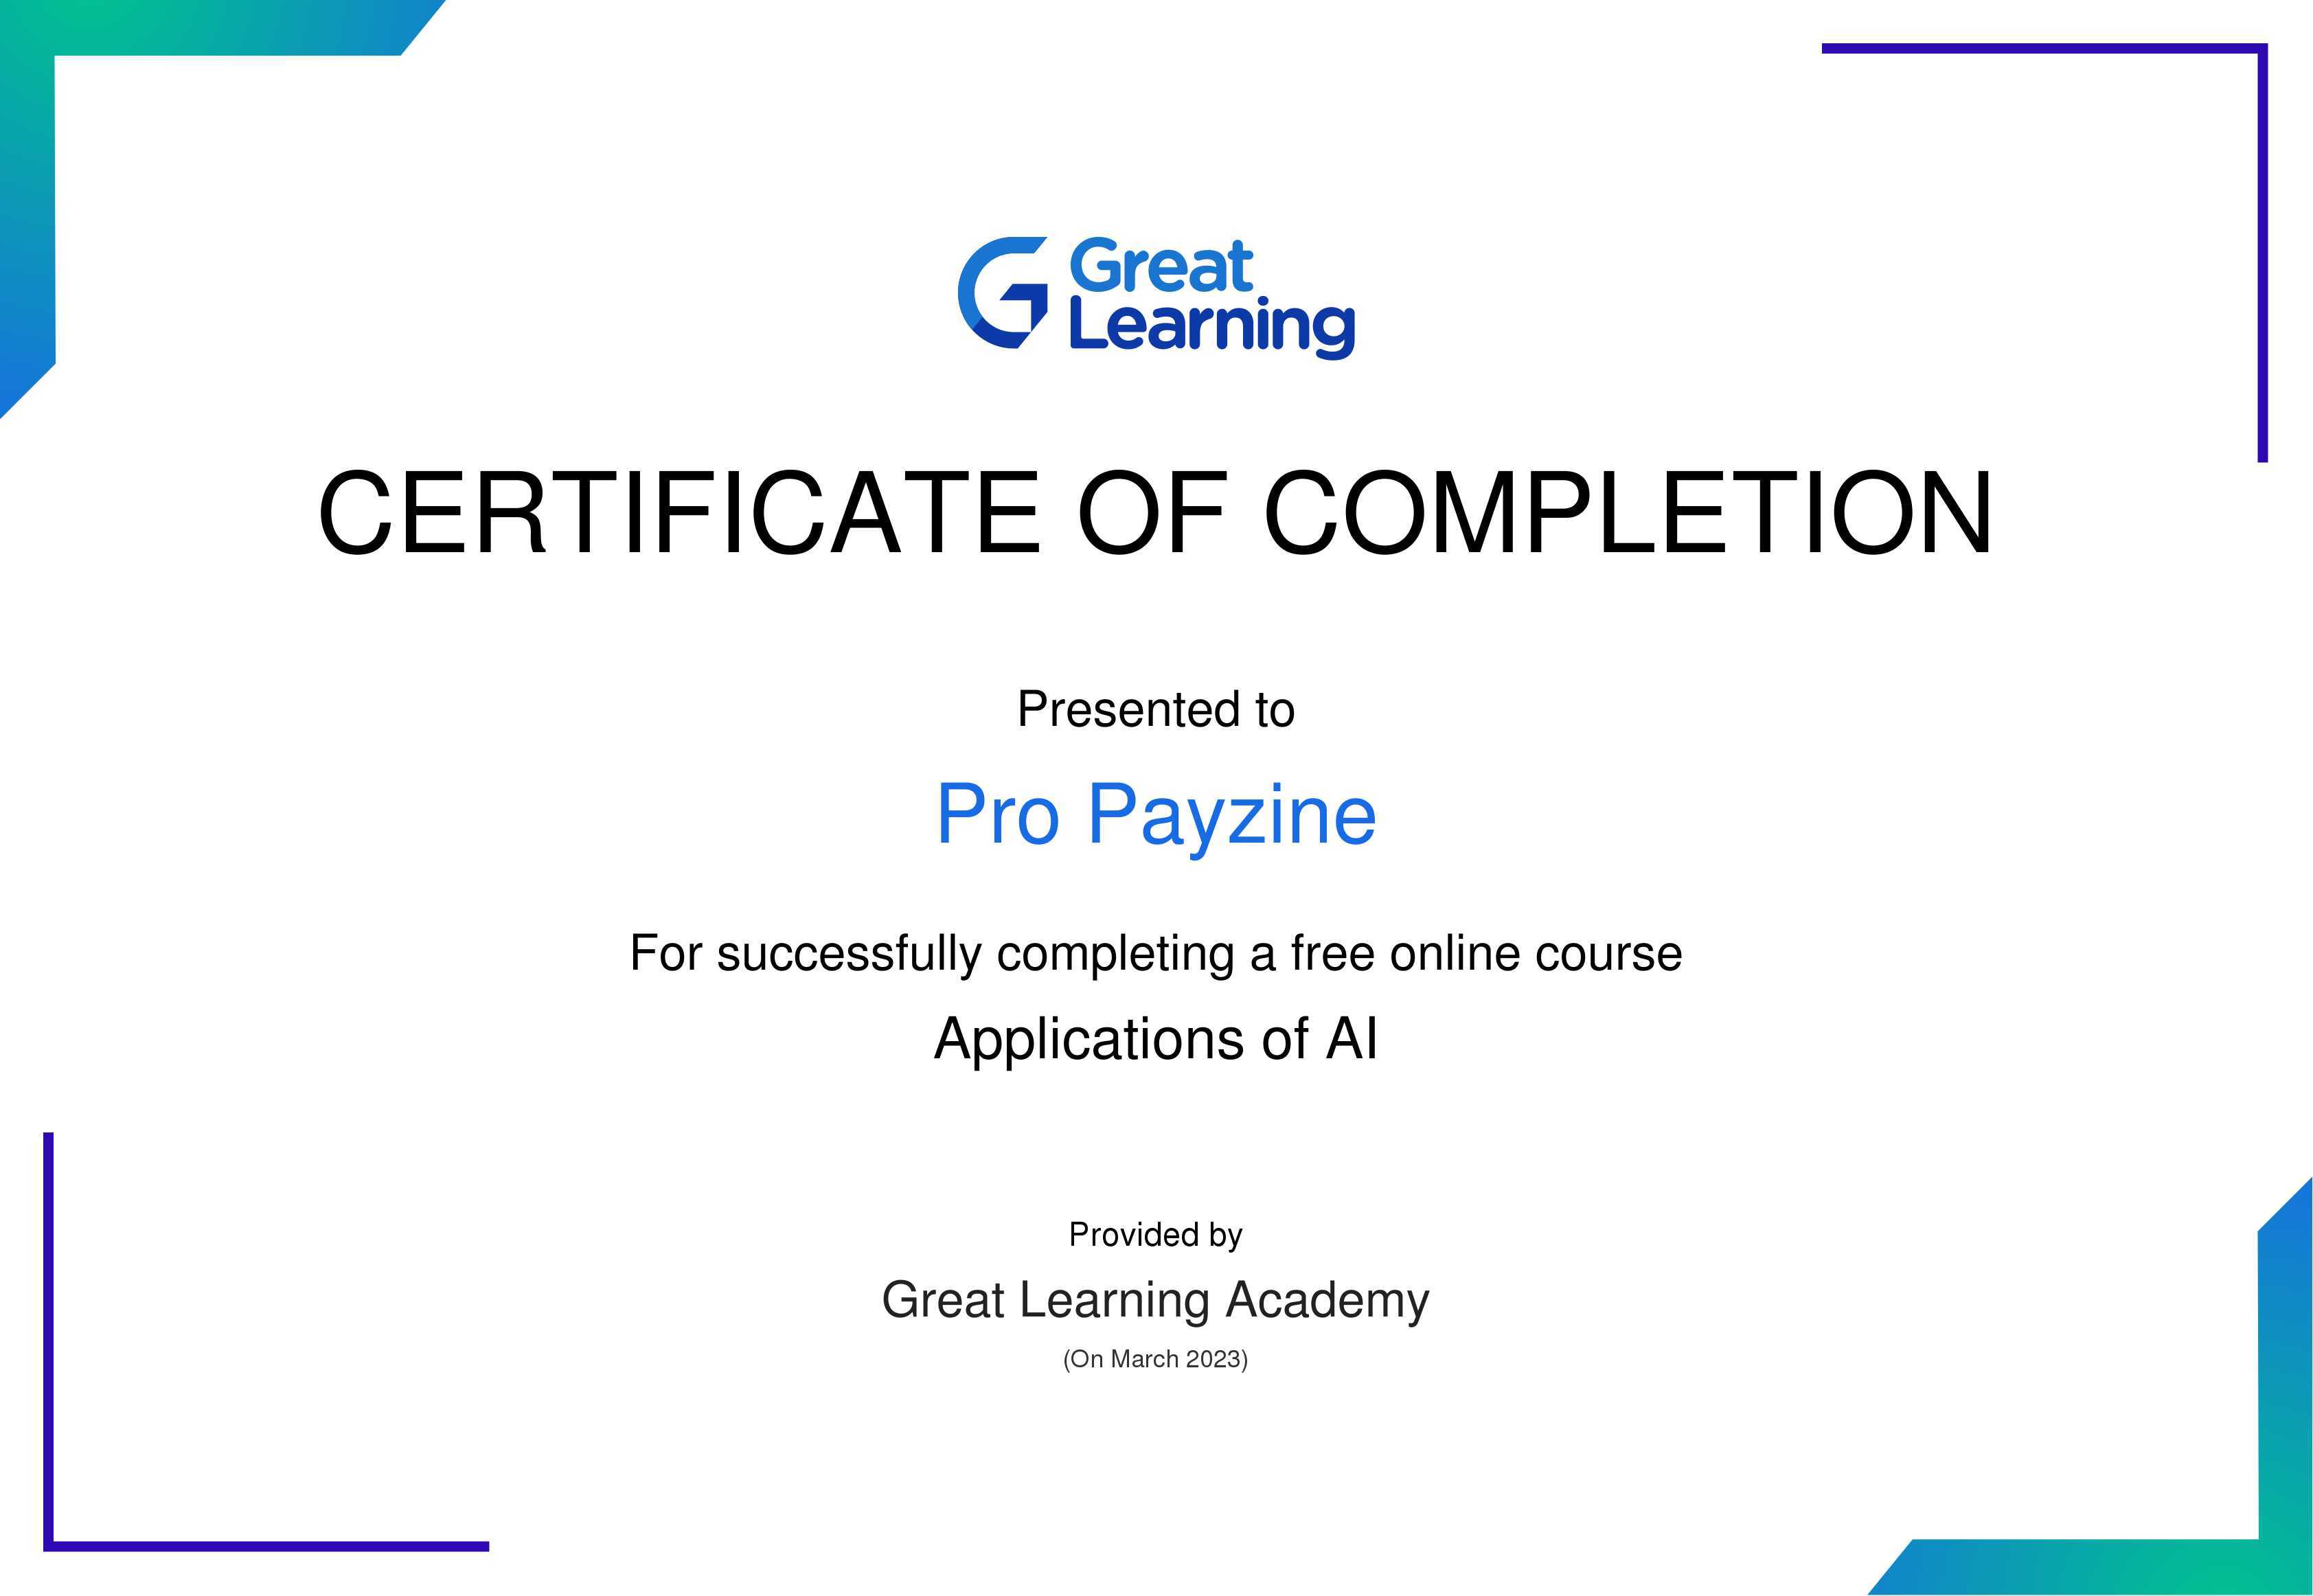 Great
Learning
CERTIFICATE OF COMPLETION
Presented to
Pro Payzine
For successfully completing a free online course
Applications of AI
Provided by
Great Learning Academy
(On March 2023)